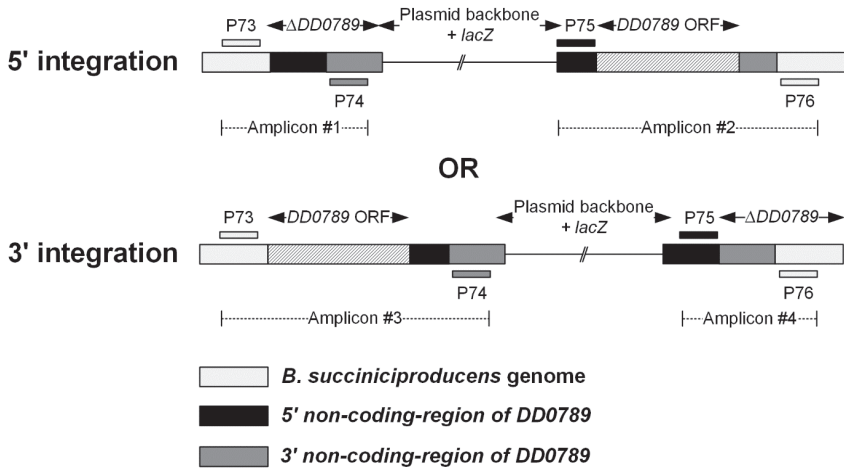 P73 ΔDD0789 Plasmid backbone + lacZ P75 DD0789 ORF
5' integration
P74 P76
Amplicon #1 Amplicon #2
OR
P73 DD0789 ORF Plasmid backbone + lacZ P75 ΔDD0789
3' integration
P74 P76
Amplicon #3 Amplicon #4
B. succiniciproducens genome
5' non-coding-region of DD0789
3' non-coding-region of DD0789